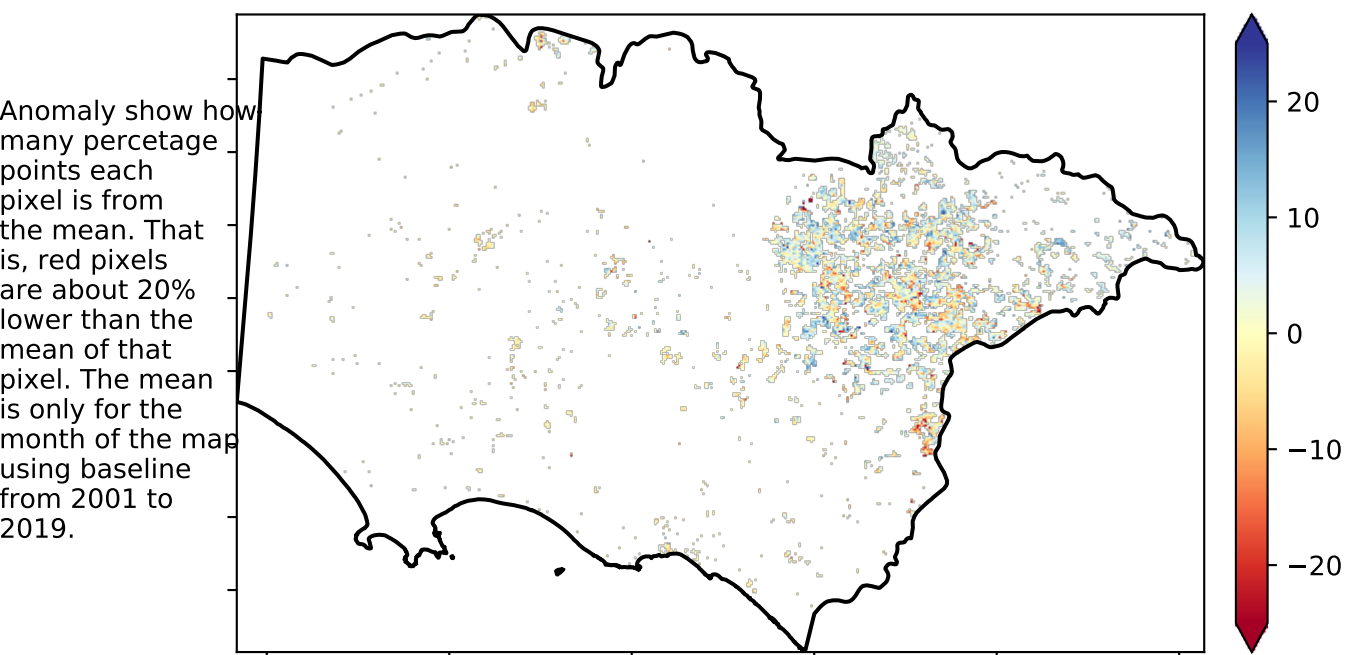 Anomaly show how
many percetage
points each
pixel is from
the mean. That
is, red pixels
are about 20%
lower than the
mean of that
pixel. The mean
is only for the
month of the map
using baseline
from 2001 to
2019.
20
10
0
−10
−20